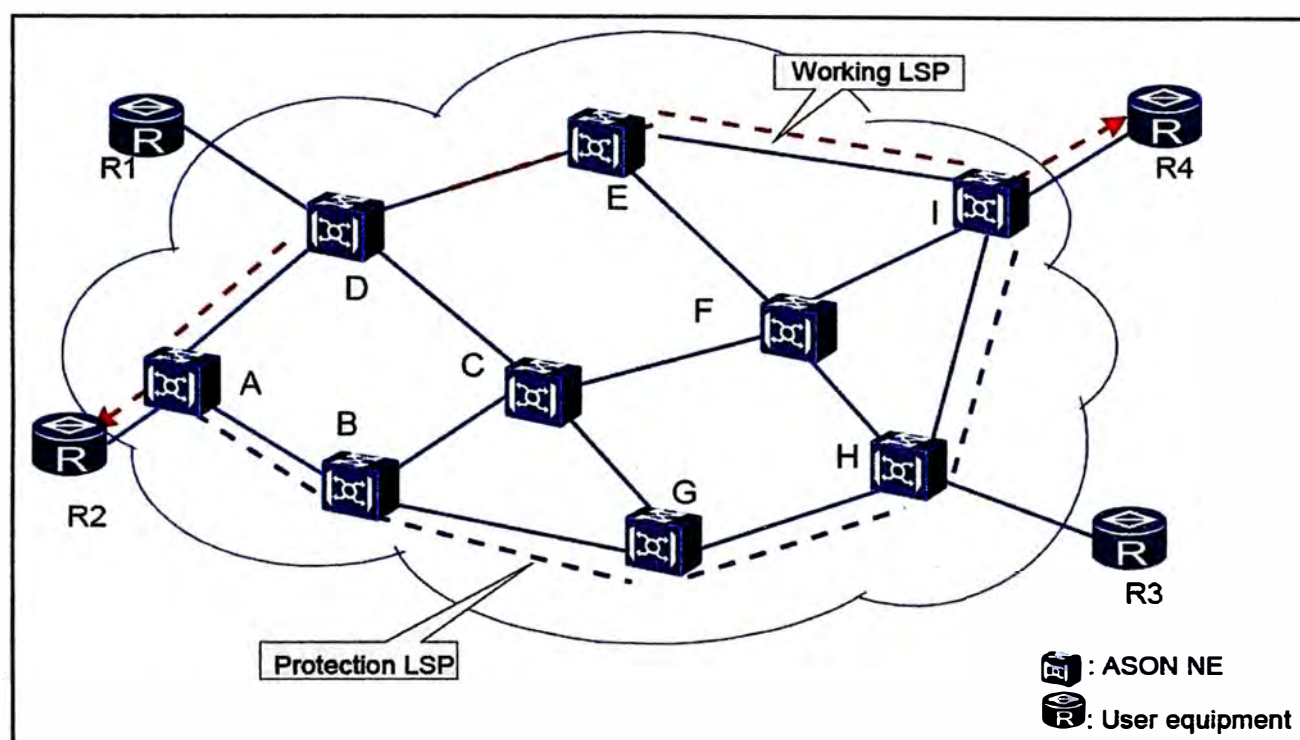 Working LSP
R
R1
R
R4
E
I
D
F
A
C
B
R
R2
H
G
R
R3
Protection LSP
: ASON NE
R : User equipment